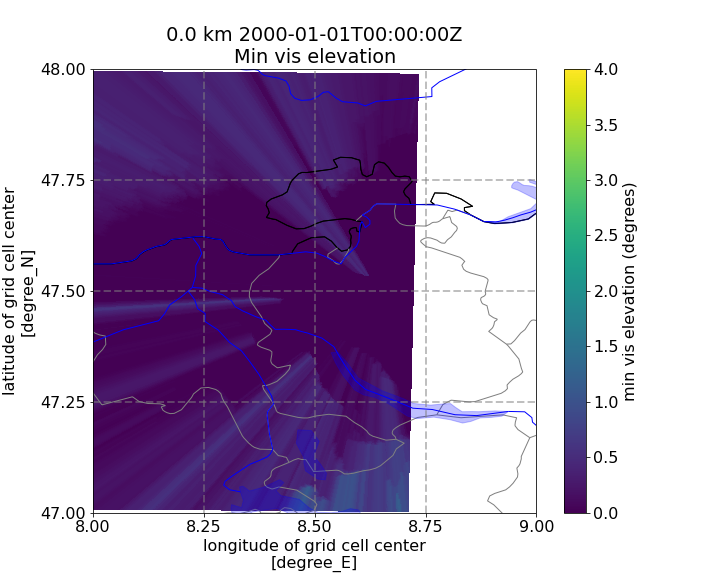 0.0 km 2000-01-01T00:00:00Z
Min vis elevation
48.00
47.75
47.50
47.25
47.00
latitude of grid cell center
[degree_N]
8.00
8.25
8.50
8.75
9.00
longitude of grid cell center
[degree_E]
4.0
3.5
3.0
2.5
2.0
1.5
1.0
0.5
0.0
min vis elevation (degrees)